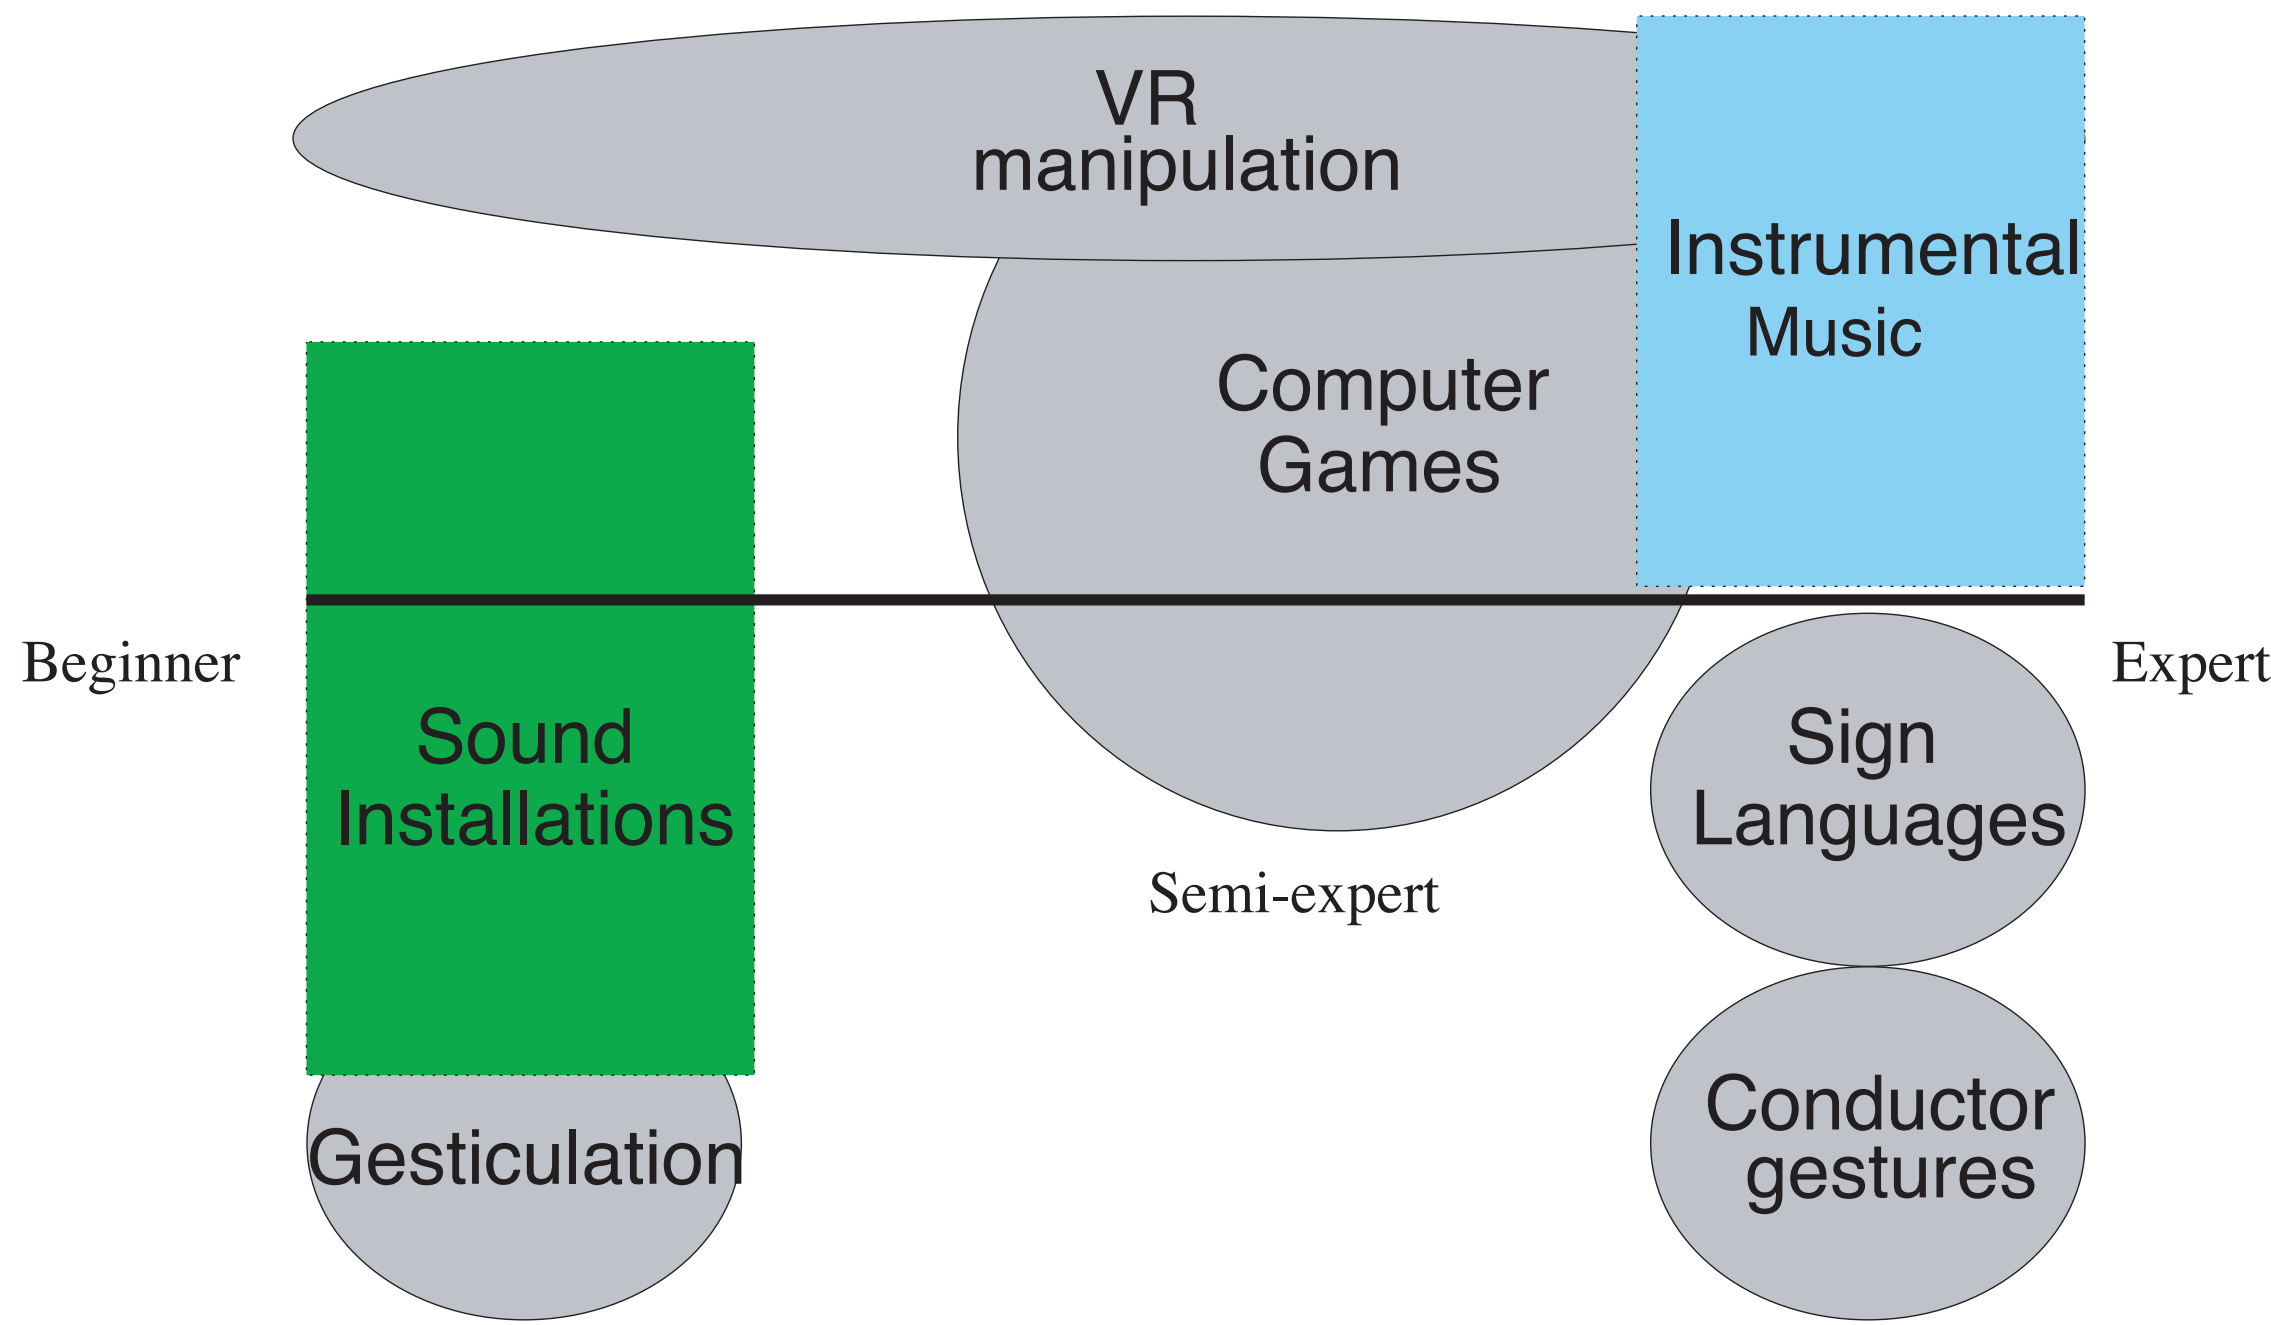 VR
manipulation
Instrumental
Music
Computer
Games
Beginner
Expert
Sound
Installations
Sign
Languages
Semi-expert
Conductor
gestures
Gesticulation